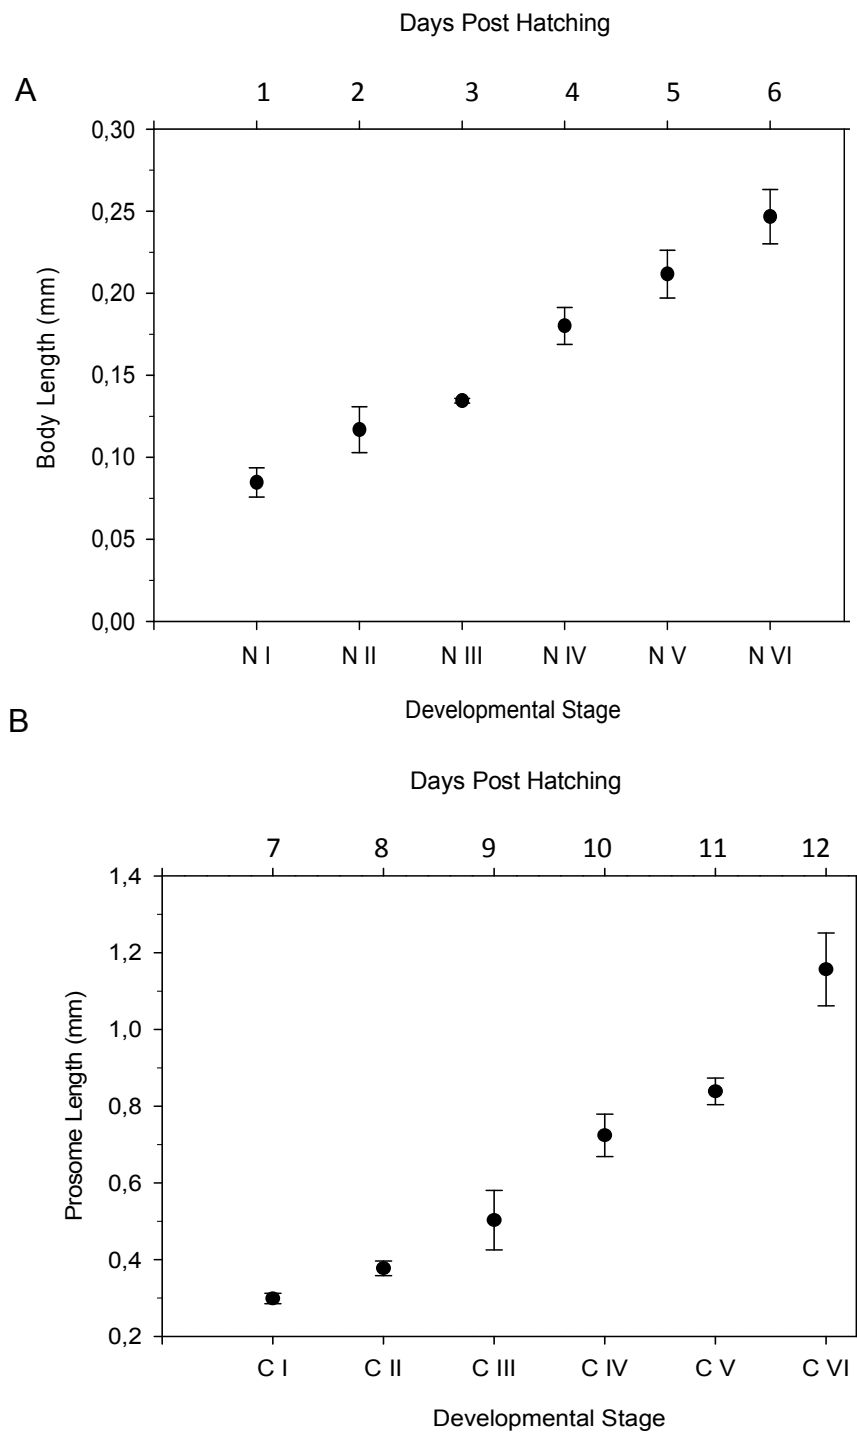 Days Post Hatching
A
1 2 3 4 5 6
0,30
0,25
0,20
0,15
0,10
0,05
0,00
Body Length (mm)
N I N II N III N IV N V N VI
Developmental Stage
B
Days Post Hatching
7 8 9 10 11 12
1,4
1,2
1,0
0,8
0,6
0,4
0,2
Prosome Length (mm)
C I C II C III C IV C V C VI
Developmental Stage